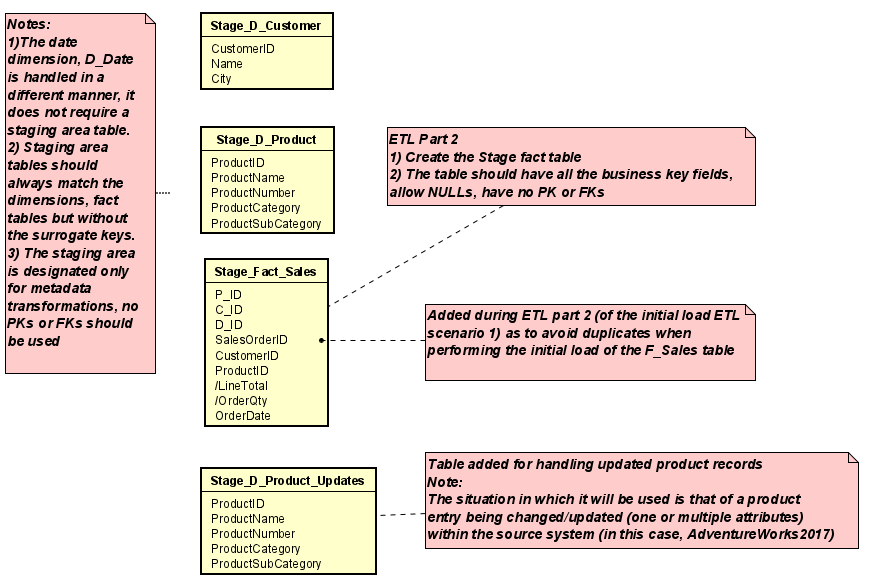 Notes:
1)The date
dimension, D_Date
is handled in a
different manner, it
does not require a
staging area table.
2) Staging area
tables should
always match the
dimensions, fact
tables but without
the surrogate keys.
3) The staging area
is designated only
for metadata
transformations, no
PKs or FKs should
be used
Stage_D_Customer
CustomerID
Name
City
Stage_D_Product
ProductID
ProductName
ProductNumber
ProductCategory
ProductSubCategory
ETL Part 2
1) Create the Stage fact table
2) The table should have all the business key fields,
allow NULLs, have no PK or FKs
Stage_Fact_Sales
P_ID
C_ID
D_ID
SalesOrderID
CustomerID
ProductID
/LineTotal
/OrderQty
OrderDate
Added during ETL part 2 (of the initial load ETL
scenario 1) as to avoid duplicates when
performing the initial load of the F_Sales table
Stage_D_Product_Updates
ProductID
ProductName
ProductNumber
ProductCategory
ProductSubCategory
Table added for handling updated product records
Note:
The situation in which it will be used is that of a product
entry being changed/updated (one or multiple attributes)
within the source system (in this case, AdventureWorks2017)